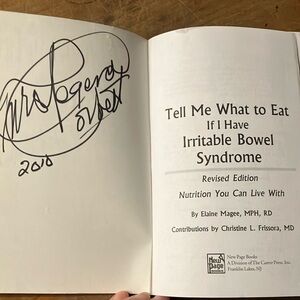 2010
Tell Me What to Eat
If I Have
Irritable Bowel
Syndrome
Revised Edition
Nutrition You Can Live With
By Elaine Magee, MPH, RD
Contributions by Christine L. Frissora, MD
New
Page
New Page Books
A Division of The Career Press, Inc.
Franklin Lakes, NJ